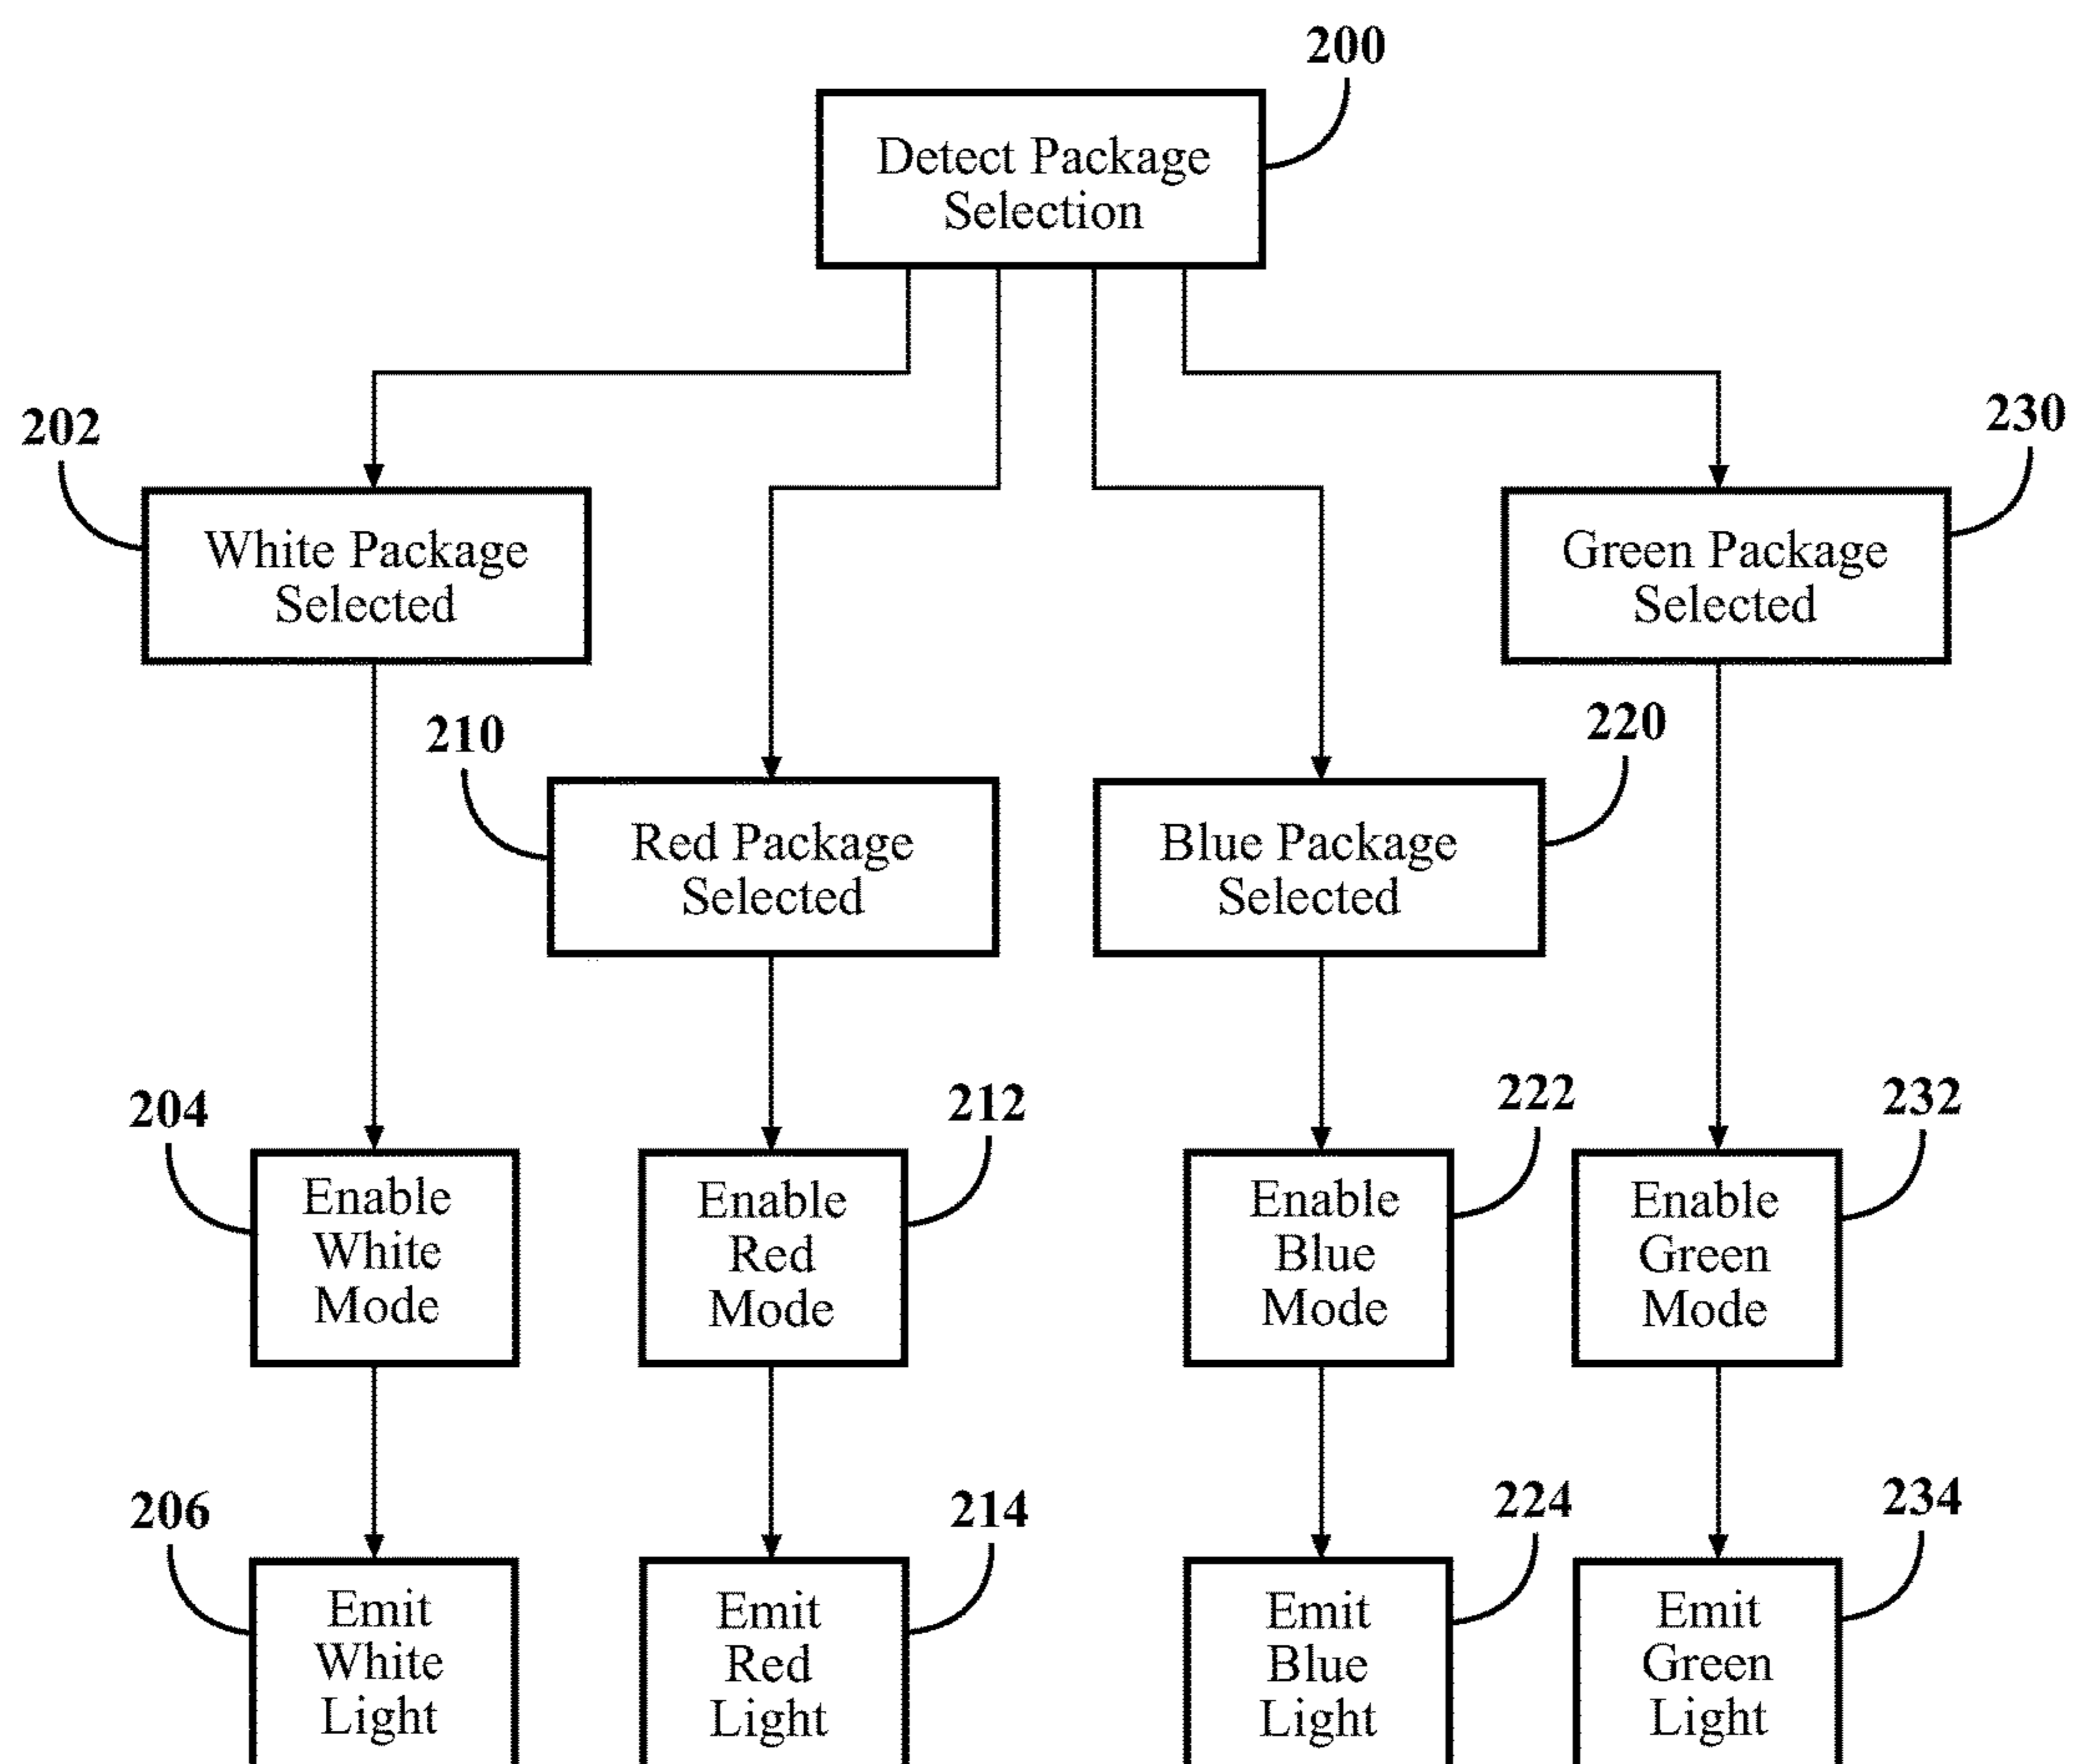 200
Detect Package
Selection
202
230
White Package
Selected
Green Package
Selected
210
220
Red Package
Selected
Blue Package
Selected
204
212
222
232
Enable
White
Mode
Enable
Red
Mode
Enable
Blue
Mode
Enable
Green
Mode
206
214
224
234
Emit
White
Light
Emit
Red
Light
Emit
Blue
Light
Emit
Green
Light